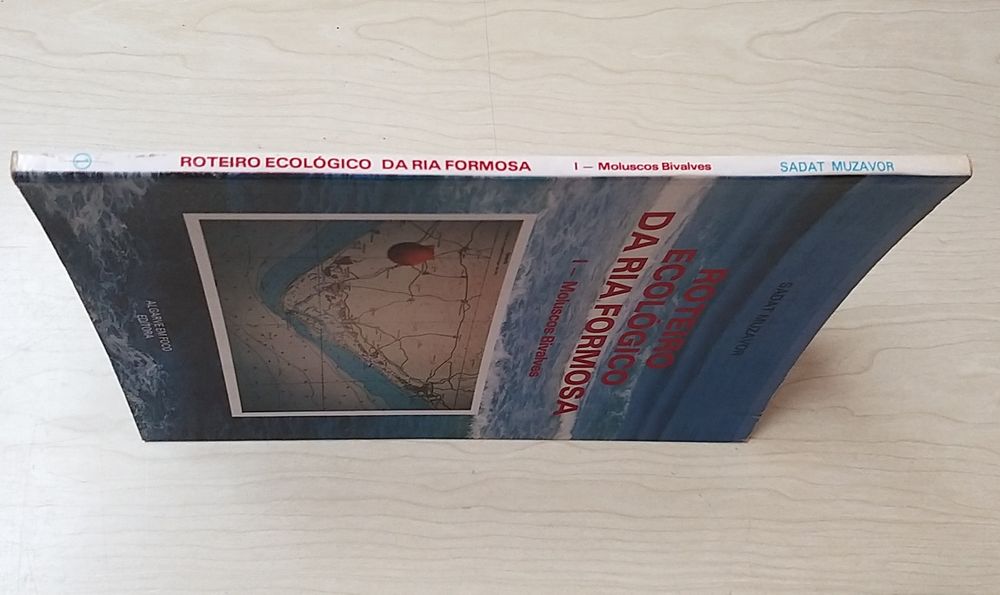 1
ROTEIRO ECOLÓGICO DA RIA FORMOSA
I — Moluscos Bivalves
SADAT MUZAVOR
SADAT MUZAVOR
ROTEIRO
ECOLÓGICO
DA RIA FORMOSA
I — Moluscos Bivalves
ALGARVE EM FOCO
EDITORA